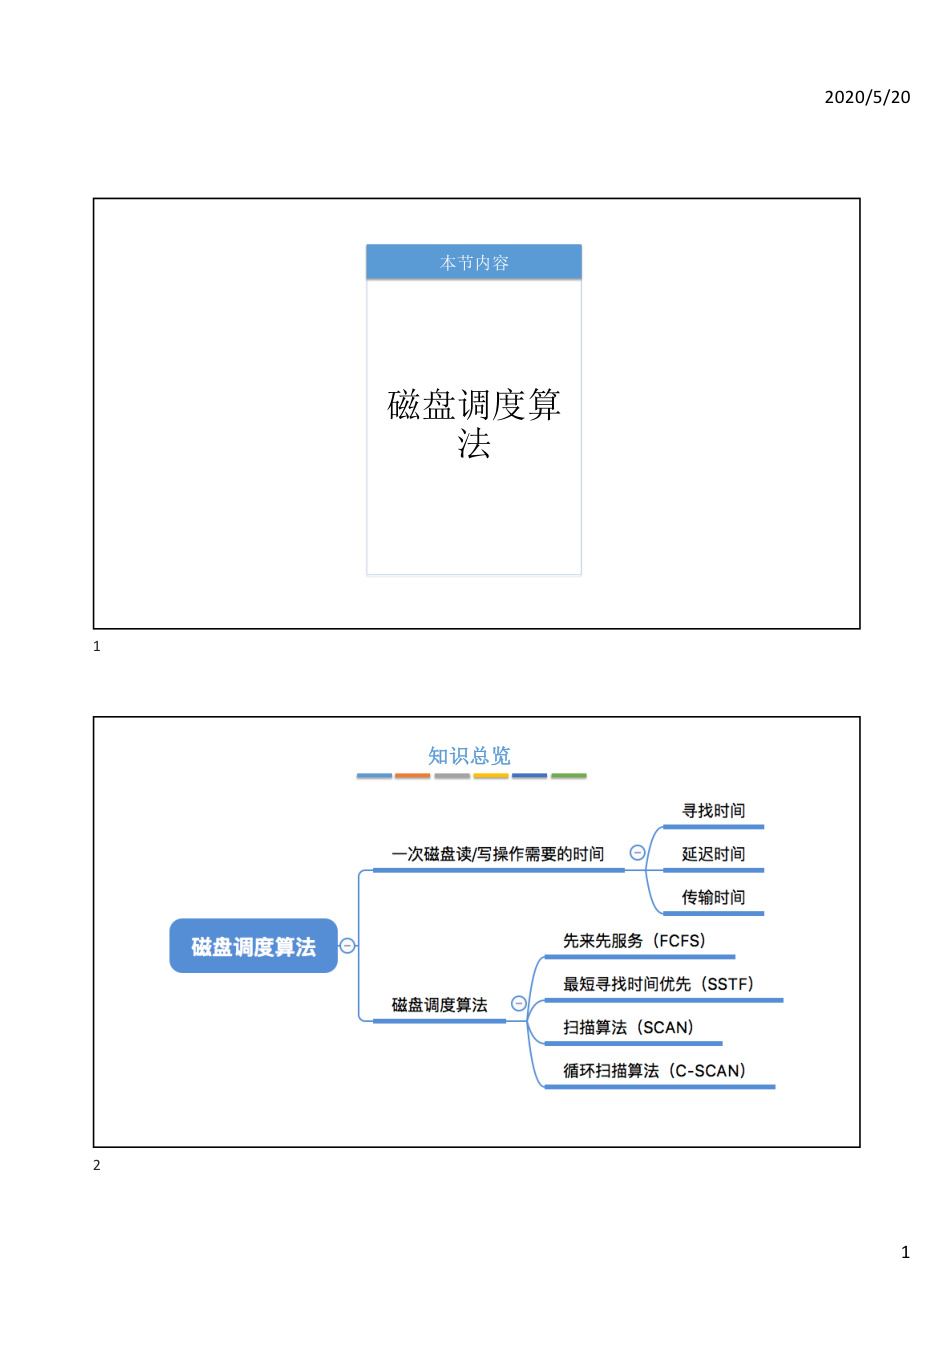 2020/5/20
本节内容
磁盘调度算
法
1
知识总览
寻找时间
一次磁盘读/写操作需要的时间
延迟时间
传输时间
磁盘调度算法
先来先服务（FCFS）
最短寻找时间优先（SSTF）
磁盘调度算法
扫描算法（SCAN）
循环扫描算法（C-SCAN）
2
1